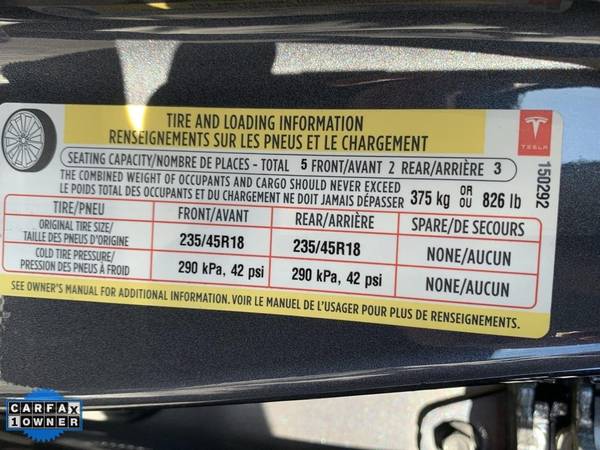 TIRE AND LOADING INFORMATION
RENSEIGNEMENTS SUR LES PNEUS ET LE CHARGEMENT
SEATING CAPACITY/NOMBRE DE PLACES - TOTAL 5 FRONT/AVANT 2 REAR/ARRIÈRE 3
THE COMBINED WEIGHT OF OCCUPANTS AND CARGO SHOULD NEVER EXCEED
LE POIDS TOTAL DES OCCUPANTS ET DU CHARGEMENT NE DOIT JAMAIS DÉPASSER 375 kg OR OU 826 lb
TIRE/PNEU FRONT/AVANT REAR/ARRIÈRE SPARE/DE SECOURS
ORIGINAL TIRE SIZE/
TAILLE DES PNEUS D'ORIGINE 235/45R18 235/45R18 NONE/AUCUN
COLD TIRE PRESSURE/
PRESSION DES PNEUS À FROID 290 kPa, 42 psi 290 kPa, 42 psi NONE/AUCUN
SEE OWNER'S MANUAL FOR ADDITIONAL INFORMATION. VOIR LE MANUEL DE L'USAGER POUR PLUS DE RENSEIGNEMENTS.
TESLA
150292
CARFAX
1 OWNER